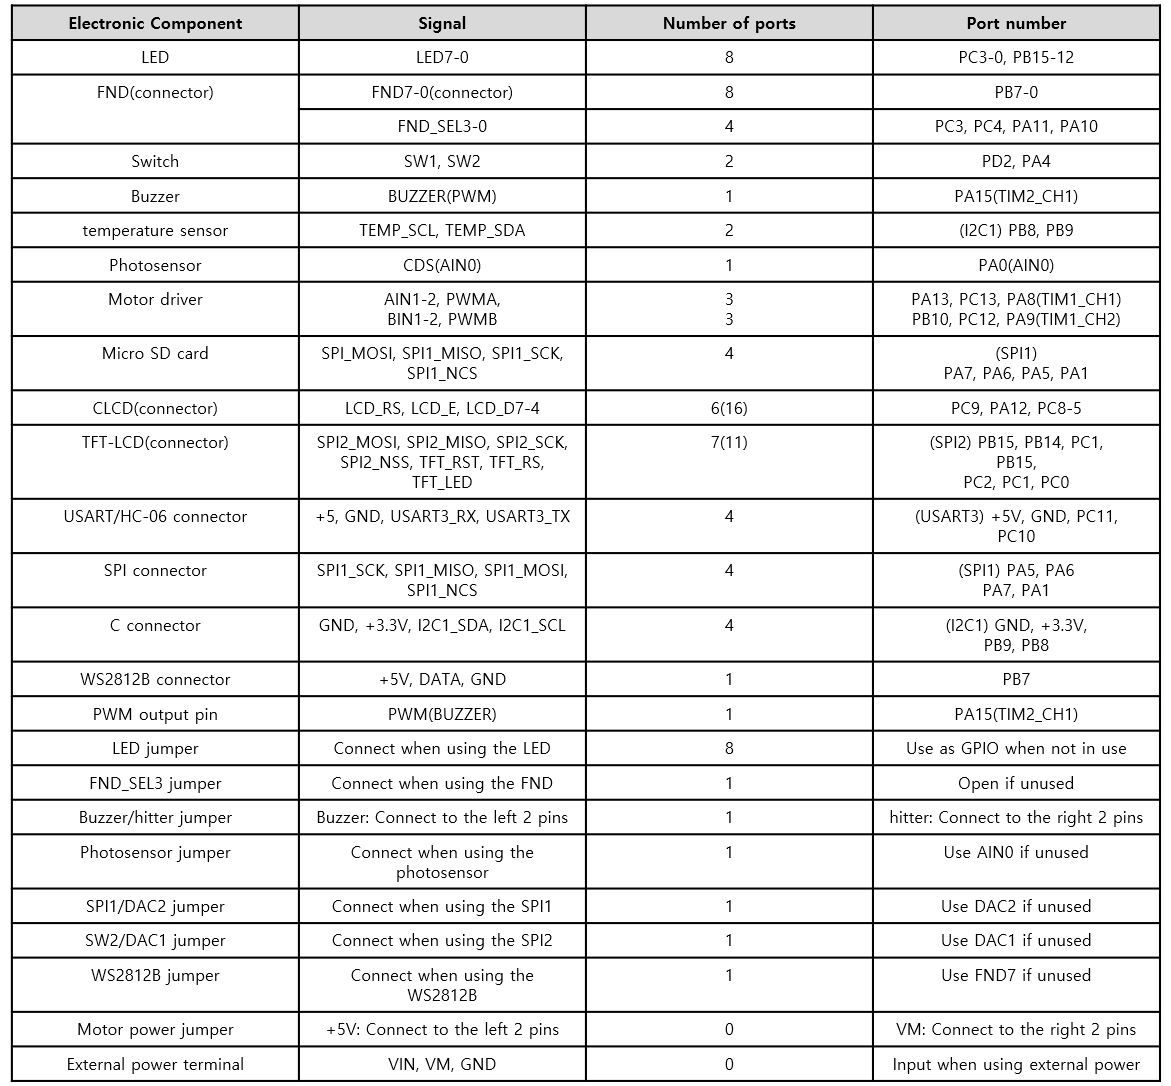 Electronic Component Signal Number of ports Port number
LED LED7-0 8 PC3-0, PB15-12
FND(connector) FND7-0(connector) 8 PB7-0
FND_SEL3-0 4 PC3, PC4, PA11, PA10
Switch SW1, SW2 2 PD2, PA4
Buzzer BUZZER(PWM) 1 PA15(TIM2_CH1)
temperature sensor TEMP_SCL, TEMP_SDA 2 (I2C1) PB8, PB9
Photosensor CDS(AIN0) 1 PA0(AIN0)
Motor driver AIN1-2, PWMA, 3 PA13, PC13, PA8(TIM1_CH1)
BIN1-2, PWMB 3 PB10, PC12, PA9(TIM1_CH2)
Micro SD card SPI_MOSI, SPI1_MISO, SPI1_SCK, 4 (SPI1)
SPI1_NCS PA7, PA6, PA5, PA1
CLCD(connector) LCD_RS, LCD_E, LCD_D7-4 6(16) PC9, PA12, PC8-5
TFT-LCD(connector) SPI2_MOSI, SPI2_MISO, SPI2_SCK, 7(11) (SPI2) PB15, PB14, PC1,
SPI2_NSS, TFT_RST, TFT_RS, PB15,
TFT_LED PC2, PC1, PC0
USART/HC-06 connector +5, GND, USART3_RX, USART3_TX 4 (USART3) +5V, GND, PC11,
PC10
SPI connector SPI1_SCK, SPI1_MISO, SPI1_MOSI, 4 (SPI1) PA5, PA6
SPI1_NCS PA7, PA1
C connector GND, +3.3V, I2C1_SDA, I2C1_SCL 4 (I2C1) GND, +3.3V,
PB9, PB8
WS2812B connector +5V, DATA, GND 1 PB7
PWM output pin PWM(BUZZER) 1 PA15(TIM2_CH1)
LED jumper Connect when using the LED 8 Use as GPIO when not in use
FND_SEL3 jumper Connect when using the FND 1 Open if unused
Buzzer/hitter jumper Buzzer: Connect to the left 2 pins 1 hitter: Connect to the right 2 pins
Photosensor jumper Connect when using the 1 Use AIN0 if unused
photosensor
SPI1/DAC2 jumper Connect when using the SPI1 1 Use DAC2 if unused
SW2/DAC1 jumper Connect when using the SPI2 1 Use DAC1 if unused
WS2812B jumper Connect when using the 1 Use FND7 if unused
WS2812B
Motor power jumper +5V: Connect to the left 2 pins 0 VM: Connect to the right 2 pins
External power terminal VIN, VM, GND 0 Input when using external power